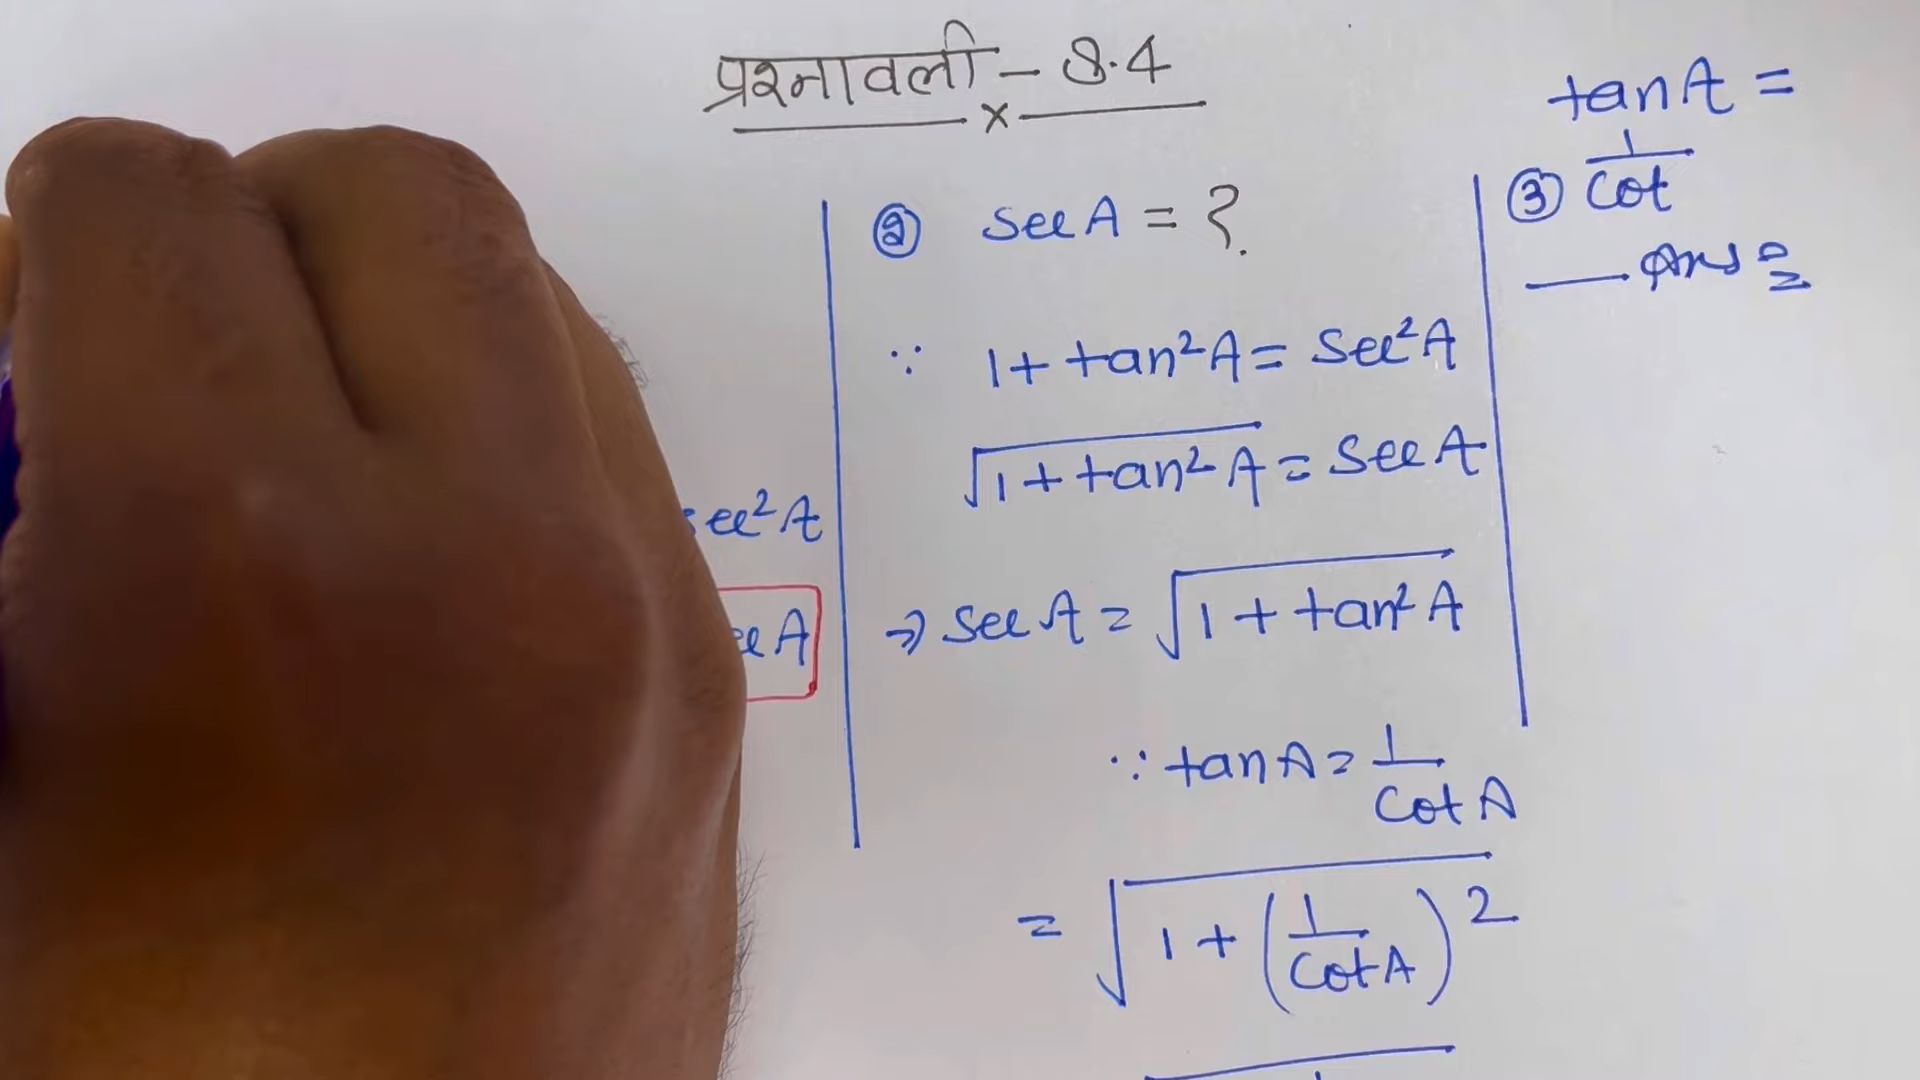 प्रश्नावली - 8.4
x
sec²A
A
② secA = ?
∵ 1 + tan²A = sec²A
√1 + tan²A = secA
⇒ secA = √1 + tan²A
∵ tanA = 1/cotA
= √1 + (1/cotA)²
tanA =
③ 1/cot
— Ans